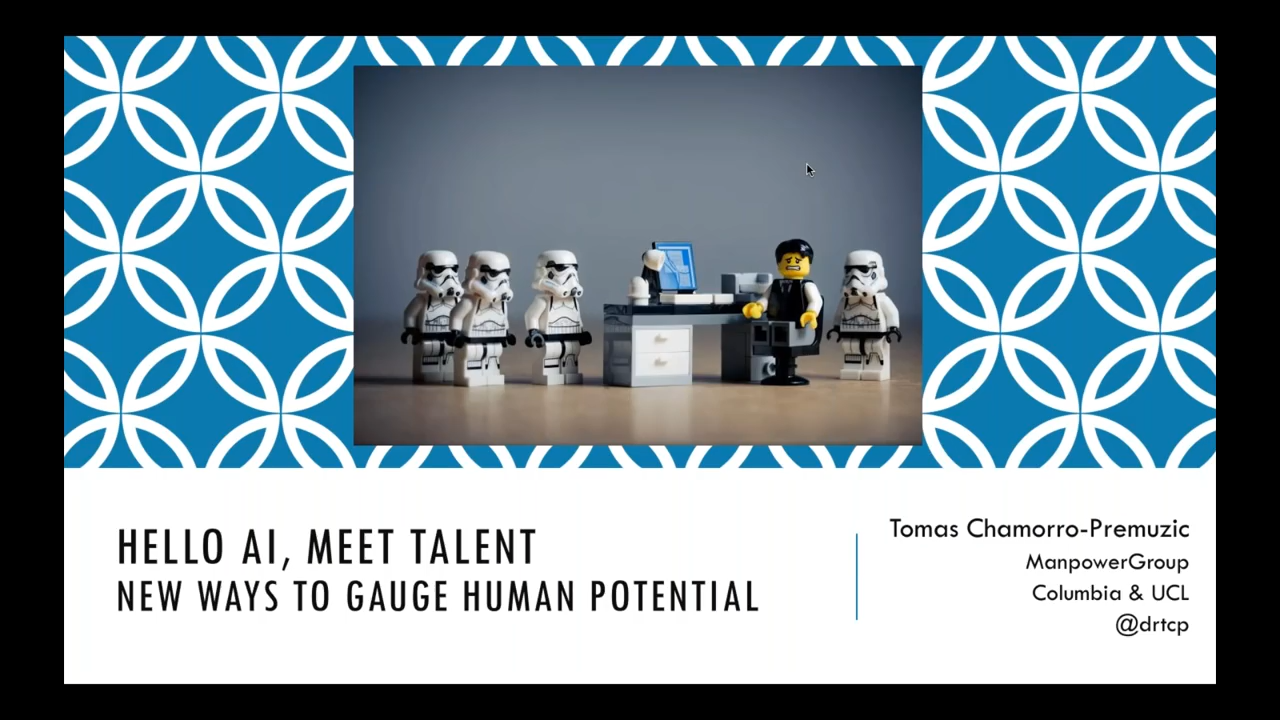 HELLO AI, MEET TALENT
NEW WAYS TO GAUGE HUMAN POTENTIAL
Tomas Chamorro-Premuzic
ManpowerGroup
Columbia & UCL
@drtcp